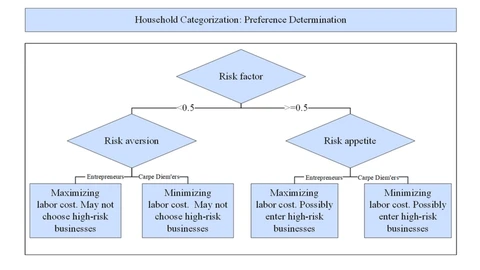 Household Categorization: Preference Determination
Risk factor
<0.5
>=0.5
Risk aversion
Risk appetite
Entrepreneurs
Carpe Diem'ers
Entrepreneurs
Carpe Diem'ers
Maximizing
labor cost. May not
choose high-risk
businesses
Minimizing
labor cost. May not
choose high-risk
businesses
Maximizing
labor cost. Possibly
enter high-risk
businesses
Minimizing
labor cost. Possibly
enter high-risk
businesses